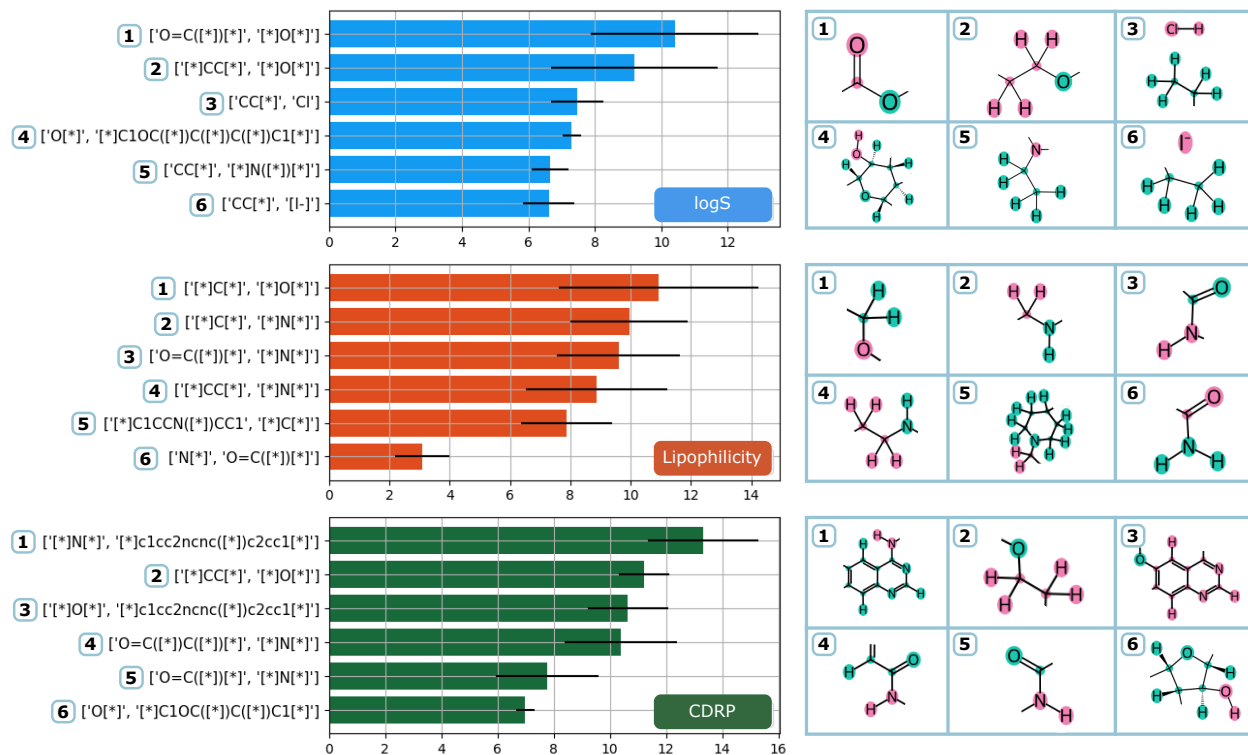 1 ['O=C([*])[*]', '[*]O[*]']
2 ['[*]CC[*]', '[*]O[*]']
3 ['CC[*]', 'Cl']
4 ['O[*]', '[*]C1OC([*])C([*])C([*])C1[*]']
5 ['CC[*]', '[*]N([*])[*]']
6 ['CC[*]', '[I-]']
logS
0 2 4 6 8 10 12
1 2 3
O O
H H H H O
Cl H H H H H
4 5 6
H O H H H O H H
N H H H H
I- H H H H
1 ['[*]C[*]', '[*]O[*]']
2 ['[*]C[*]', '[*]N[*]']
3 ['O=C([*])[*]', '[*]N[*]']
4 ['[*]CC[*]', '[*]N[*]']
5 ['[*]C1CCN([*])CC1', '[*]C[*]']
6 ['N[*]', 'O=C([*])[*]']
Lipophilicity
0 2 4 6 8 10 12 14
1 2 3
H H O
H H N H
O N H
4 5 6
H H H N H H
H H H H H H H H H N H H
O N H H
1 ['[*]N[*]', '[*]c1cc2ncnc([*])c2cc1[*]']
2 ['[*]CC[*]', '[*]O[*]']
3 ['[*]O[*]', '[*]c1cc2ncnc([*])c2cc1[*]']
4 ['O=C([*])C([*])[*]', '[*]N[*]']
5 ['O=C([*])[*]', '[*]N[*]']
6 ['O[*]', '[*]C1OC([*])C([*])C1[*]']
CDRP
0 2 4 6 8 10 12 14 16
1 2 3
H H N N N H H
O H H H H
H O N N H H
4 5 6
H O N H
O N H
H O H H O H H